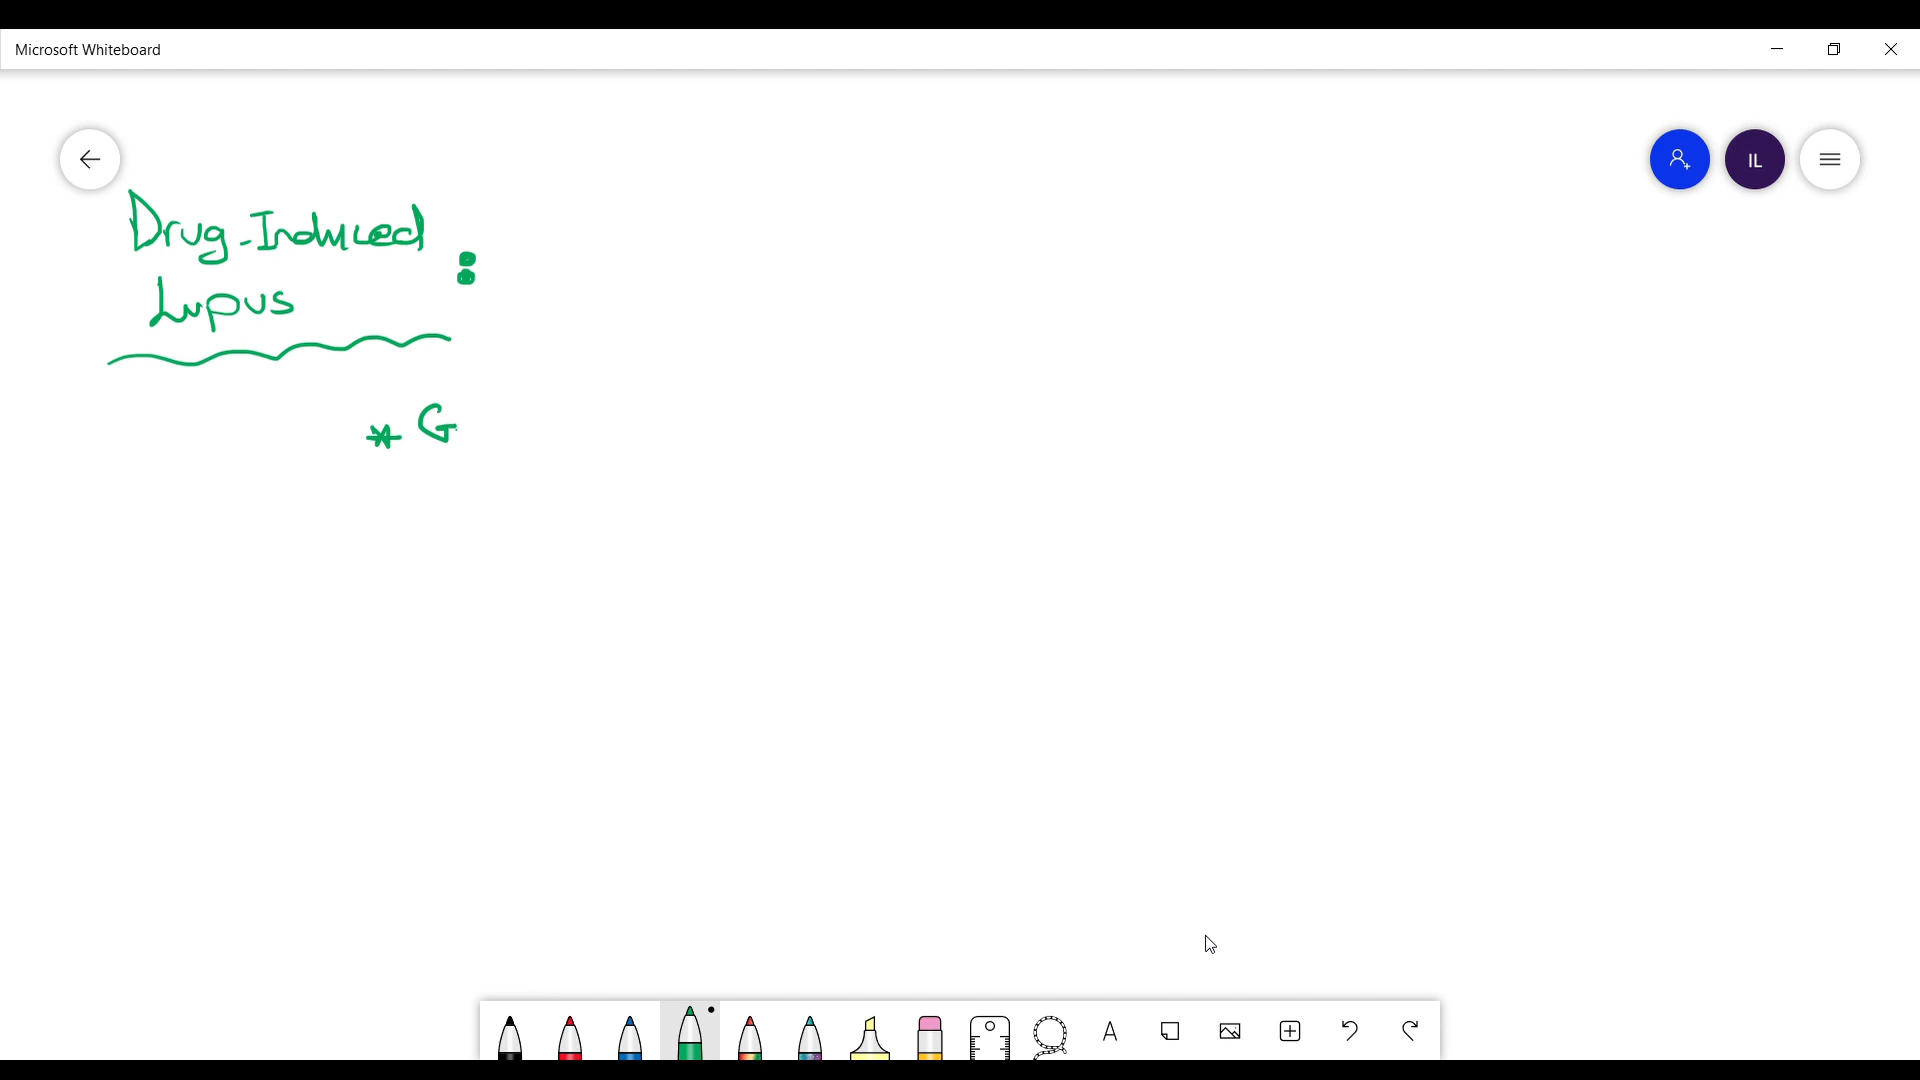 Microsoft Whiteboard
IL
Drug-Induced
Lupus :
* G
A